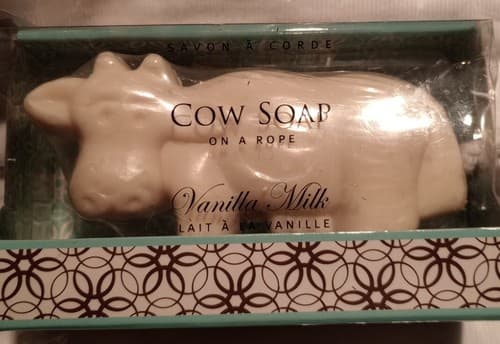 SAVON À CORDE
COW SOAP
ON A ROPE
Vanilla Milk
LAIT À LA VANILLE